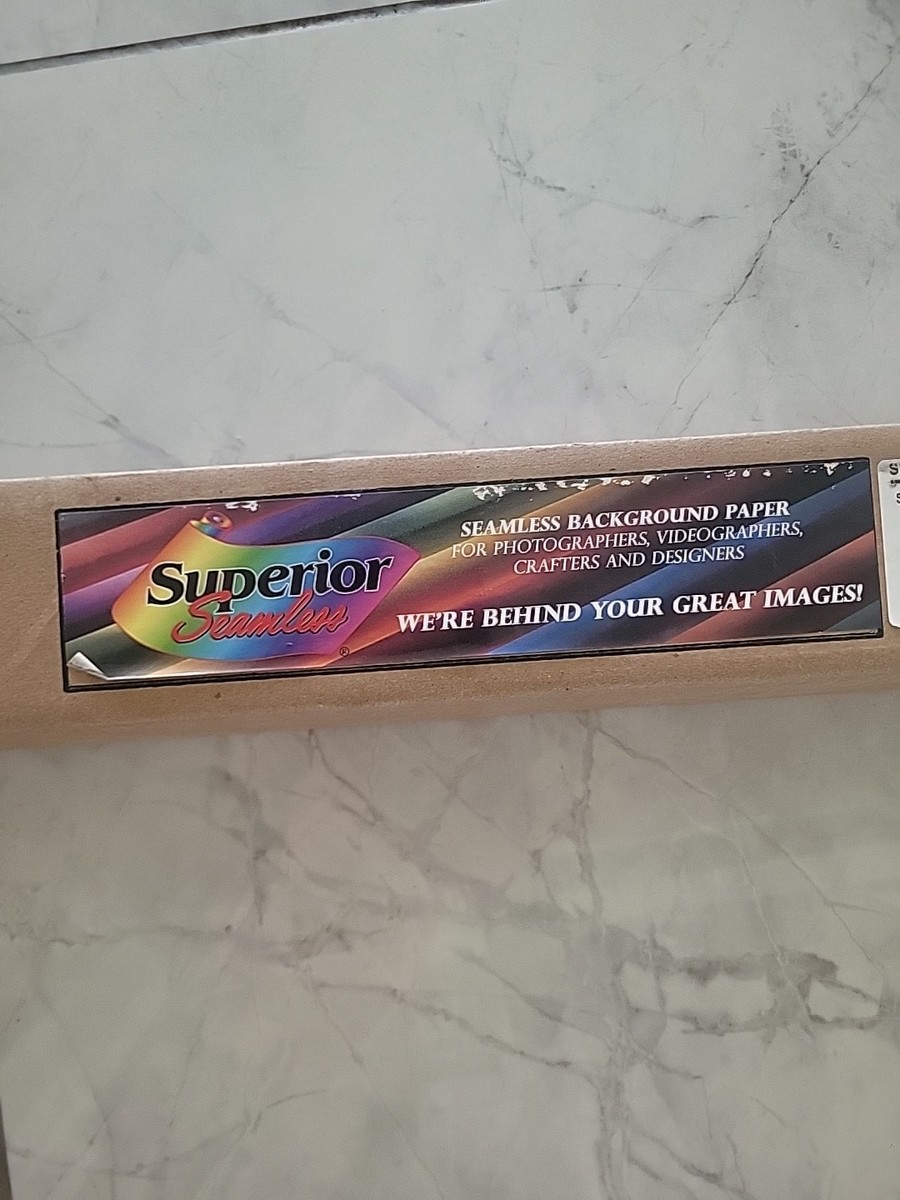 Superior
Seamless
®
SEAMLESS BACKGROUND PAPER
FOR PHOTOGRAPHERS, VIDEOGRAPHERS,
CRAFTERS AND DESIGNERS
WE'RE BEHIND YOUR GREAT IMAGES!